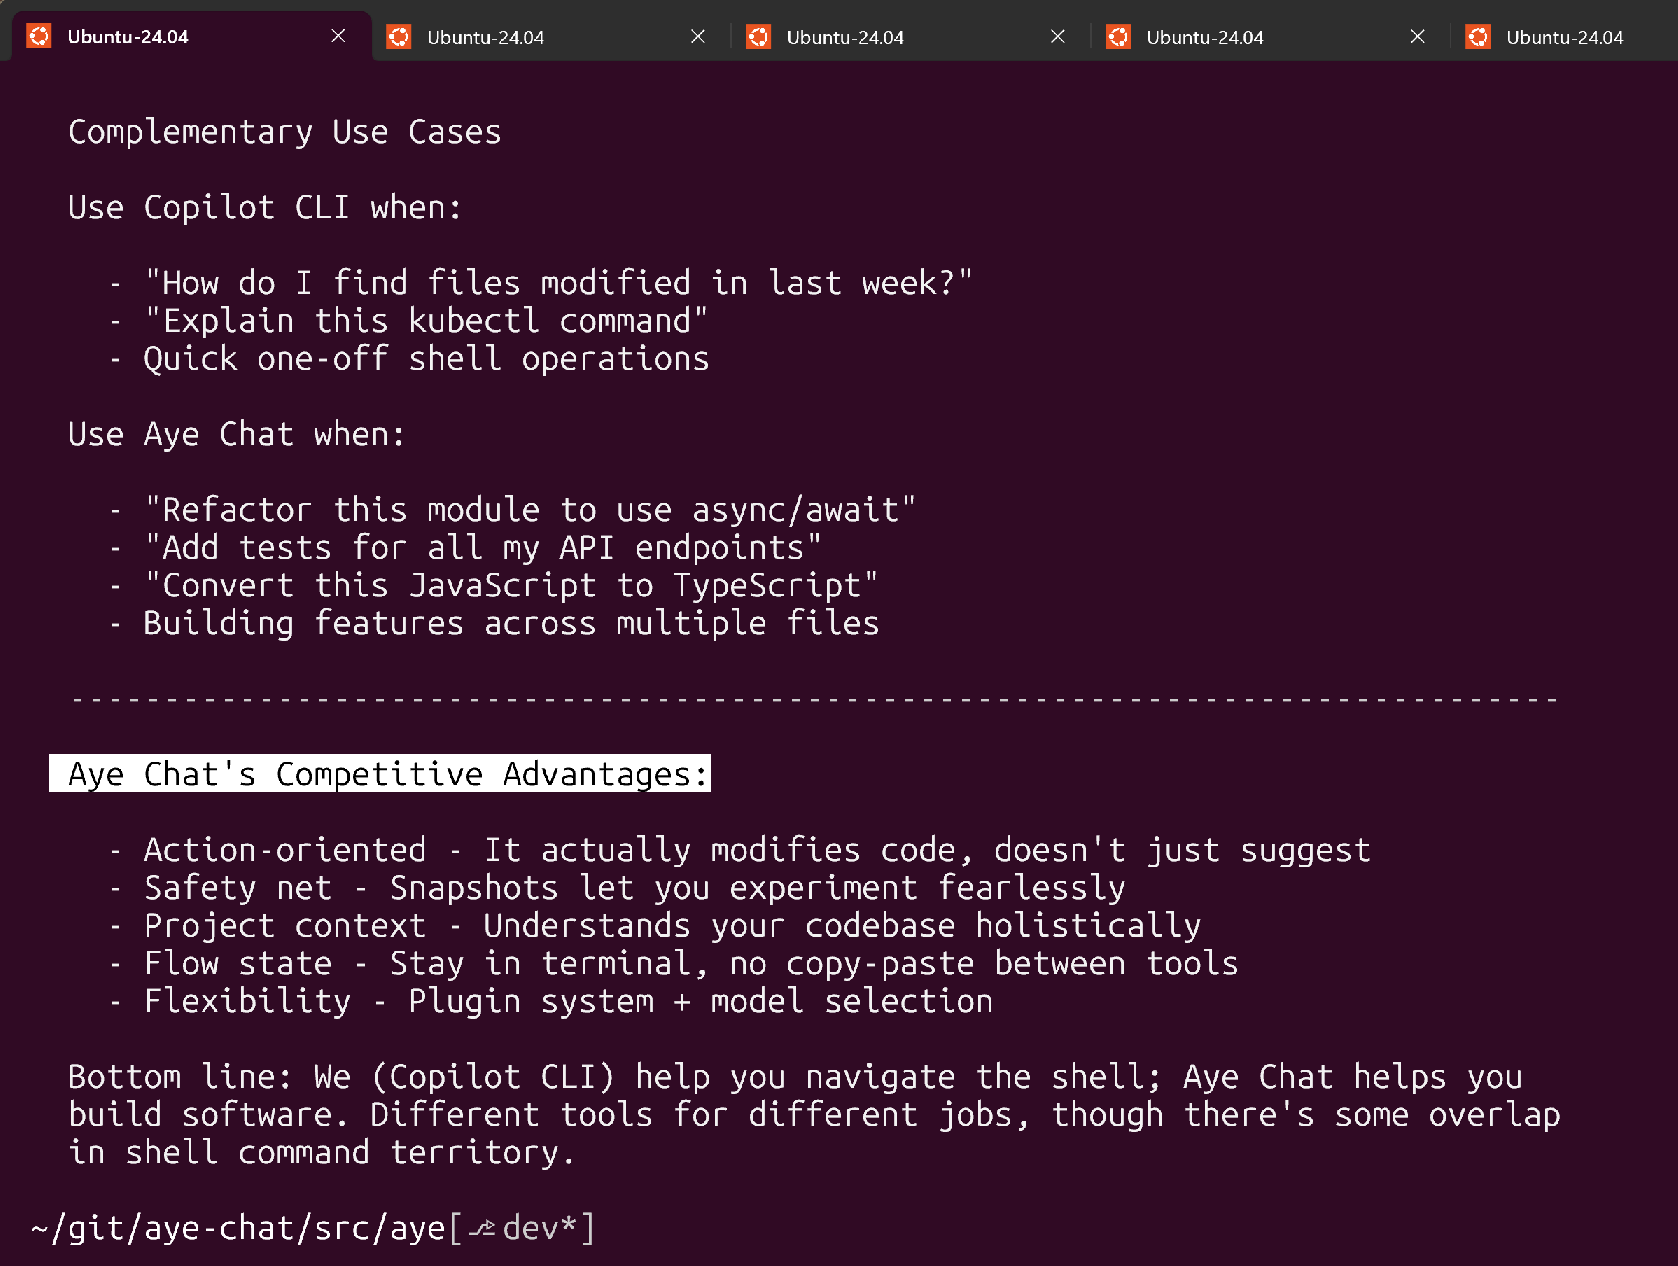 Ubuntu-24.04 Ubuntu-24.04 Ubuntu-24.04 Ubuntu-24.04 Ubuntu-24.04
Complementary Use Cases
Use Copilot CLI when:
- "How do I find files modified in last week?"
- "Explain this kubectl command"
- Quick one-off shell operations
Use Aye Chat when:
- "Refactor this module to use async/await"
- "Add tests for all my API endpoints"
- "Convert this JavaScript to TypeScript"
- Building features across multiple files
-------------------------------------------------------------------------------
Aye Chat's Competitive Advantages:
- Action-oriented - It actually modifies code, doesn't just suggest
- Safety net - Snapshots let you experiment fearlessly
- Project context - Understands your codebase holistically
- Flow state - Stay in terminal, no copy-paste between tools
- Flexibility - Plugin system + model selection
Bottom line: We (Copilot CLI) help you navigate the shell; Aye Chat helps you
build software. Different tools for different jobs, though there's some overlap
in shell command territory.
~/git/aye-chat/src/aye[⎇ dev*]